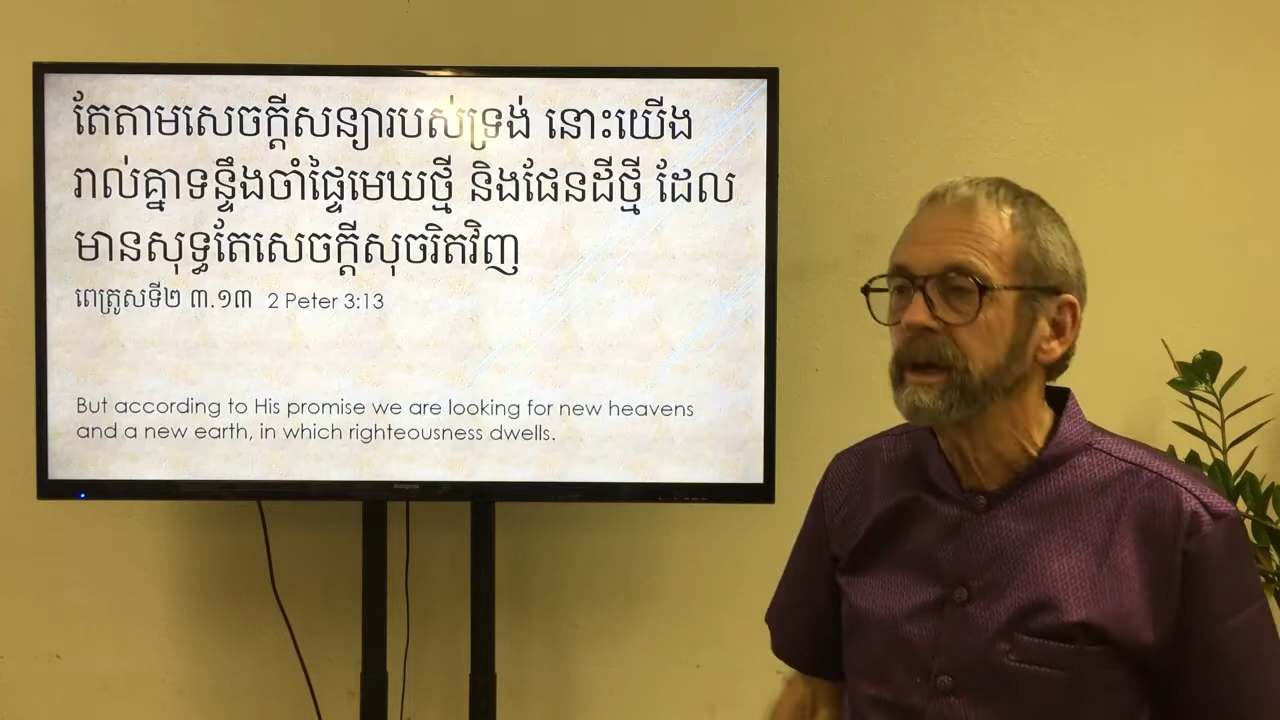 តែតាមសេចក្ដីសន្យារបស់ទ្រង់ នោះយើង
រាល់គ្នាទន្ទឹងចាំផ្ទៃមេឃថ្មី និងផែនដីថ្មី ដែល
មានសុទ្ធតែសេចក្ដីសុចរិតវិញ
ពេត្រូសទី២ ៣.១៣ 2 Peter 3:13
But according to His promise we are looking for new heavens
and a new earth, in which righteousness dwells.